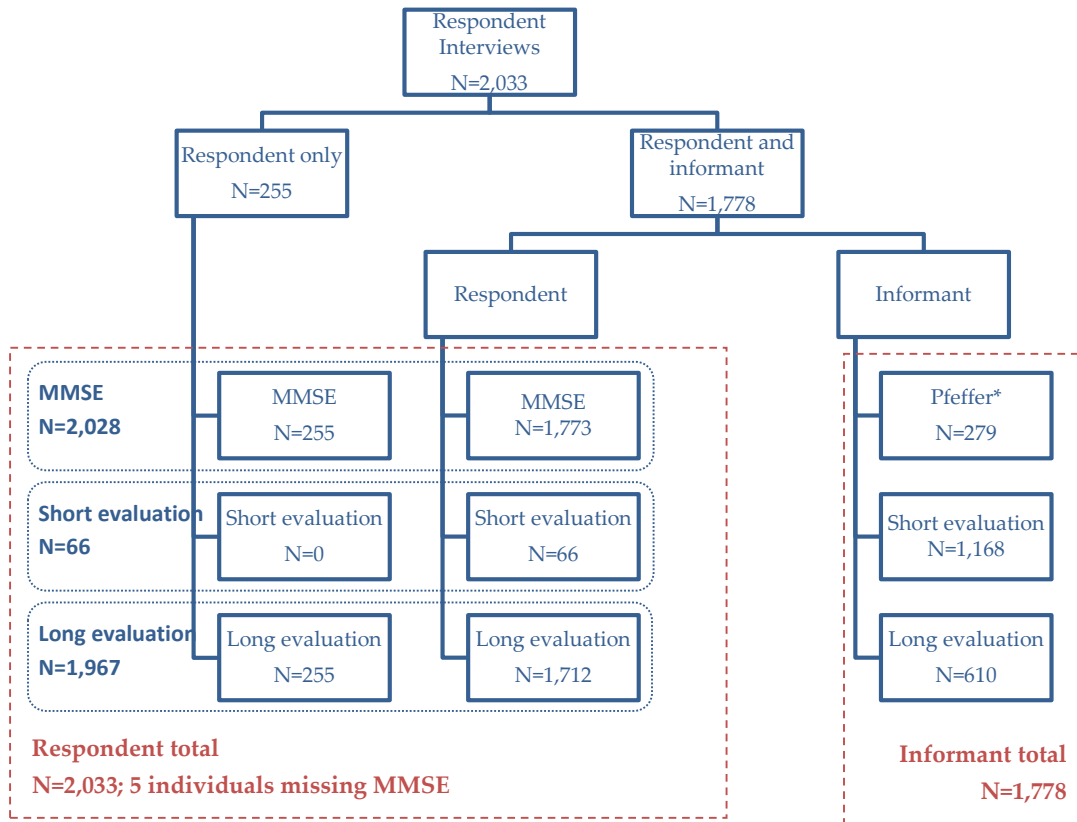 Respondent
Interviews
N=2,033
Respondent only
N=255
Respondent and
informant
N=1,778
Respondent
Informant
MMSE
N=2,028
MMSE
N=255
MMSE
N=1,773
Pfeffer*
N=279
Short evaluation
N=66
Short evaluation
N=0
Short evaluation
N=66
Short evaluation
N=1,168
Long evaluation
N=1,967
Long evaluation
N=255
Long evaluation
N=1,712
Long evaluation
N=610
Respondent total
N=2,033; 5 individuals missing MMSE
Informant total
N=1,778